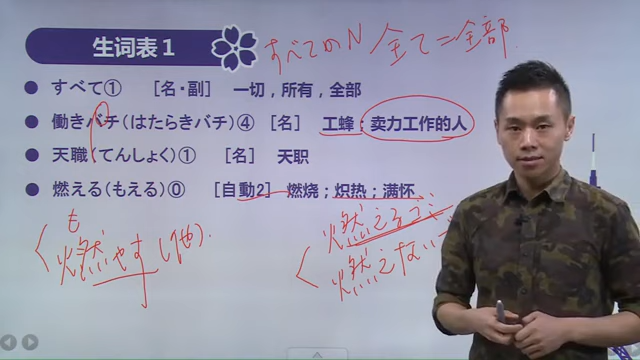 生词表1
すべての N 全て=全部
すべて① [名·副] 一切,所有,全部
働きバチ(はたらきバチ)④ [名] 工蜂;卖力工作的人
天職(てんしょく)① [名] 天职
燃える(もえる)⓪ [自動2] 燃烧;炽热;满怀
も
燃やす(他).
燃えるゴミ
燃えないゴ